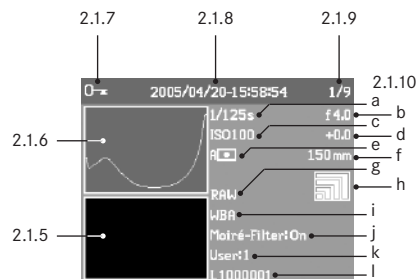 2.1.7 2.1.8 2.1.9
2005/04/20-15:58:54 1/9
2.1.10
1/125s f4.0
a
b
ISO100 +0.0
c
d
A
150mm
e
f
2.1.6
g
h
RAW
WBA
i
Moiré-Filter:On
j
2.1.5
User:1
k
L1000001
l